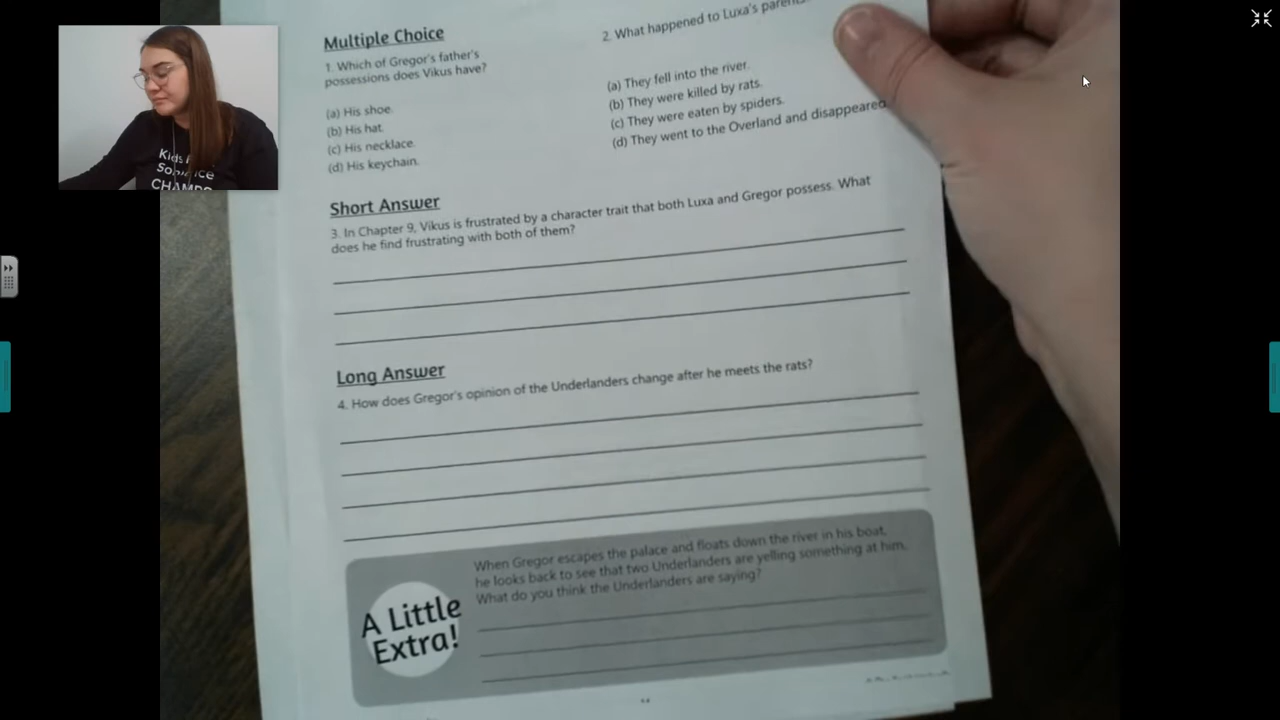 Multiple Choice
1. Which of Gregor's father's
possessions does Vikus have?
(a) His shoe.
(b) His hat.
(c) His necklace.
(d) His keychain.
2. What happened to Luxa's parents
(a) They fell into the river.
(b) They were killed by rats.
(c) They were eaten by spiders.
(d) They went to the Overland and disappeared
Short Answer
3. In Chapter 9, Vikus is frustrated by a character trait that both Luxa and Gregor possess. What
does he find frustrating with both of them?
Long Answer
4. How does Gregor's opinion of the Underlanders change after he meets the rats?
A Little
Extra!
When Gregor escapes the palace and floats down the river in his boat,
he looks back to see that two Underlanders are yelling something at him.
What do you think the Underlanders are saying?
Kids